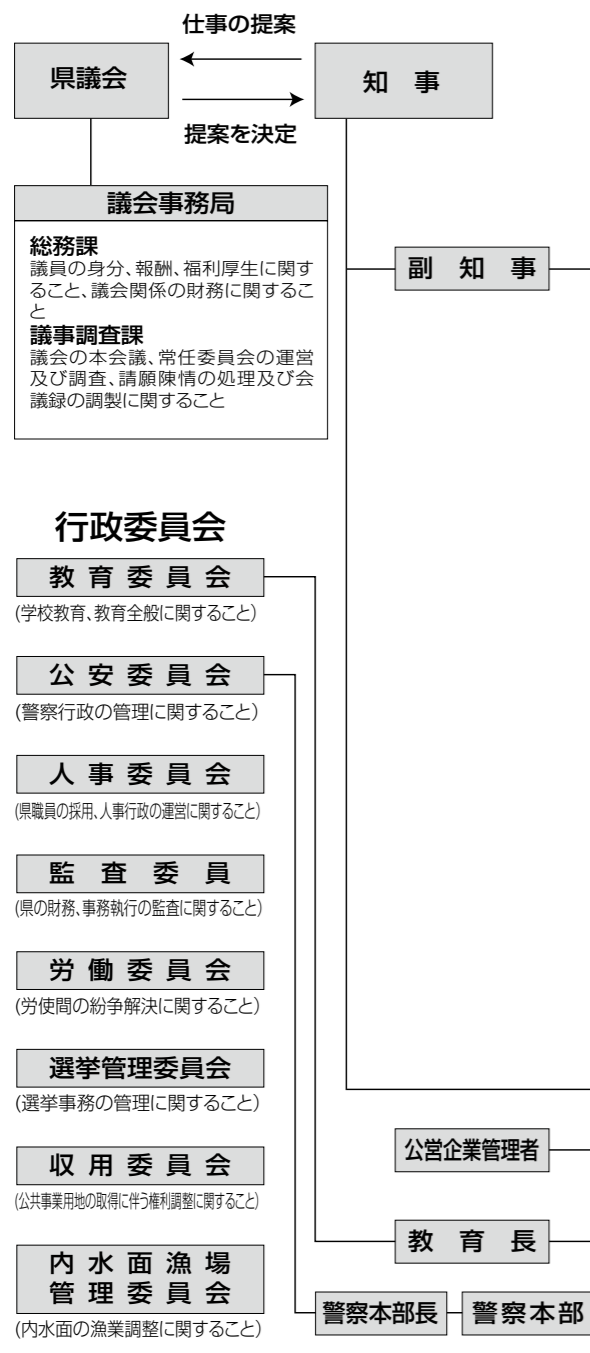 仕事の提案
県議会
知事
提案を決定
議会事務局
総務課
議員の身分、報酬、福利厚生に関す
ること、議会関係の財務に関するこ
と
議事調査課
議会の本会議、常任委員会の運営
及び調査、請願陳情の処理及び会
議録の調製に関すること
副知事
行政委員会
教育委員会
(学校教育、教育全般に関すること)
公安委員会
(警察行政の管理に関すること)
人事委員会
(県職員の採用、人事行政の運営に関すること)
監査委員
(県の財務、事務執行の監査に関すること)
労働委員会
(労使間の紛争解決に関すること)
選挙管理委員会
(選挙事務の管理に関すること)
収用委員会
(公共事業用地の取得に伴う権利調整に関すること)
内水面漁場
管理委員会
(内水面の漁業調整に関すること)
公営企業管理者
教育長
警察本部長
警察本部